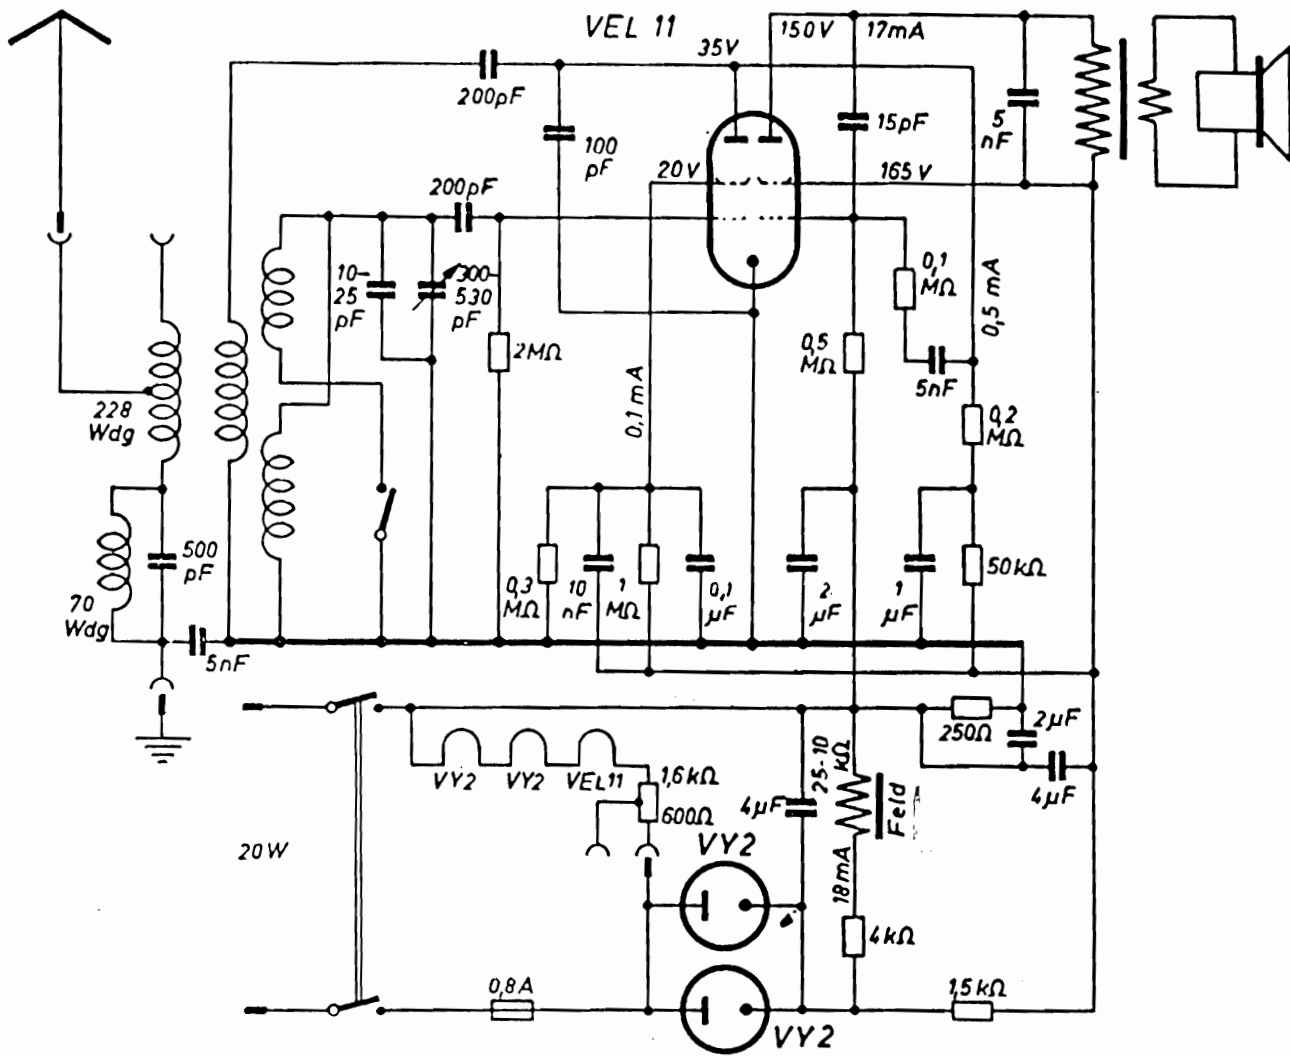 VEL 11
150V
17mA
35V
200pF
15pF
5
nF
100
pF
20V
165V
200pF
10-
25
pF
300-
530
pF
0,1
MΩ
0,5 mA
2MΩ
0,5
MΩ
5nF
0,1 mA
228
Wdg
0,2
MΩ
500
pF
70
Wdg
0,3
MΩ
10
nF
1
MΩ
0,1
µF
2
µF
1
µF
50kΩ
5nF
250Ω
2µF
4µF
VY2
VY2
VEL11
1,6kΩ
600Ω
4µF
25-10
kΩ
Feld
20W
VY2
18mA
4kΩ
0,8A
1,5kΩ
VY2